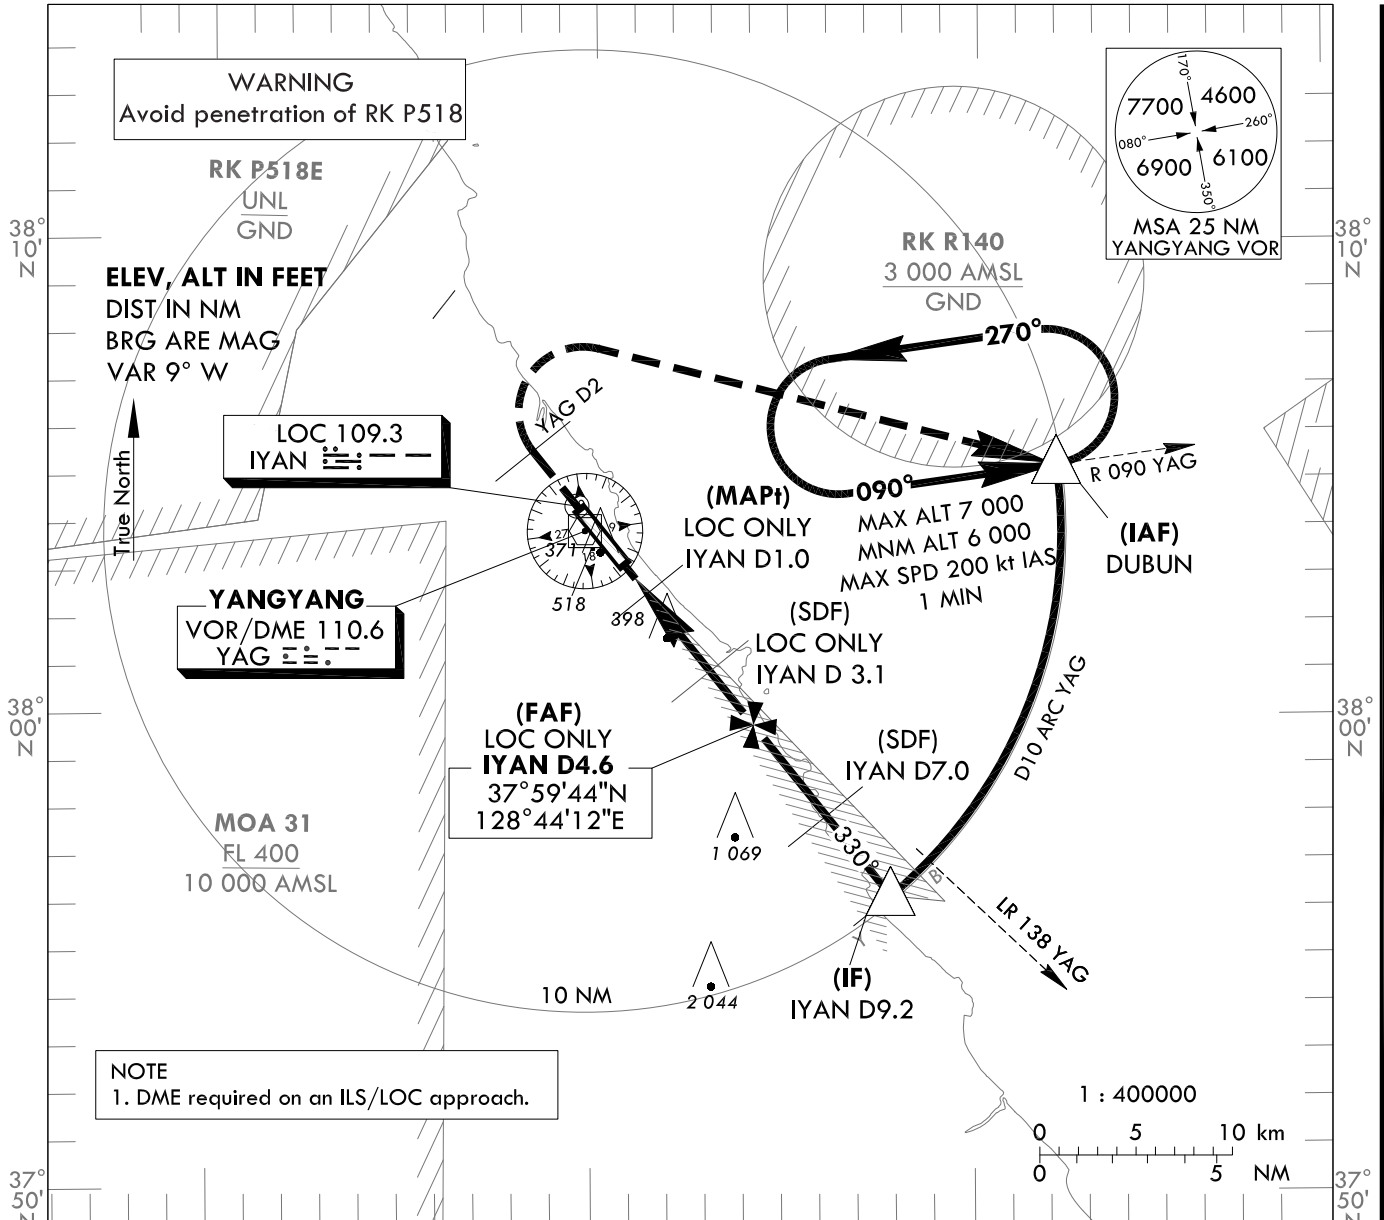 WARNING
Avoid penetration of RK P518
RK P518E
UNL
GND
38°
10'
N
ELEV, ALT IN FEET
DIST IN NM
BRG ARE MAG
VAR 9° W
True North
LOC 109.3
IYAN
YANGYANG
VOR/DME 110.6
YAG
170°
7700
4600
260°
080°
6900
6100
350°
MSA 25 NM
YANGYANG VOR
RK R140
3 000 AMSL
GND
38°
10'
N
270°
090°
R 090 YAG
MAX ALT 7 000
MNM ALT 6 000
MAX SPD 200 kt IAS
1 MIN
(IAF)
DUBUN
YAG D2
(MAPt)
LOC ONLY
IYAN D1.0
27
9
18
371
518
398
(SDF)
LOC ONLY
IYAN D 3.1
(FAF)
LOC ONLY
IYAN D4.6
37°59'44"N
128°44'12"E
(SDF)
IYAN D7.0
D10 ARC YAG
38°
00'
N
38°
00'
N
MOA 31
FL 400
10 000 AMSL
1 069
330°
B
Y
LR 138 YAG
(IF)
IYAN D9.2
10 NM
2 044
NOTE
1. DME required on an ILS/LOC approach.
1 : 400000
0 5 10 km
0 5 NM
37°
50'
N
37°
50'
N